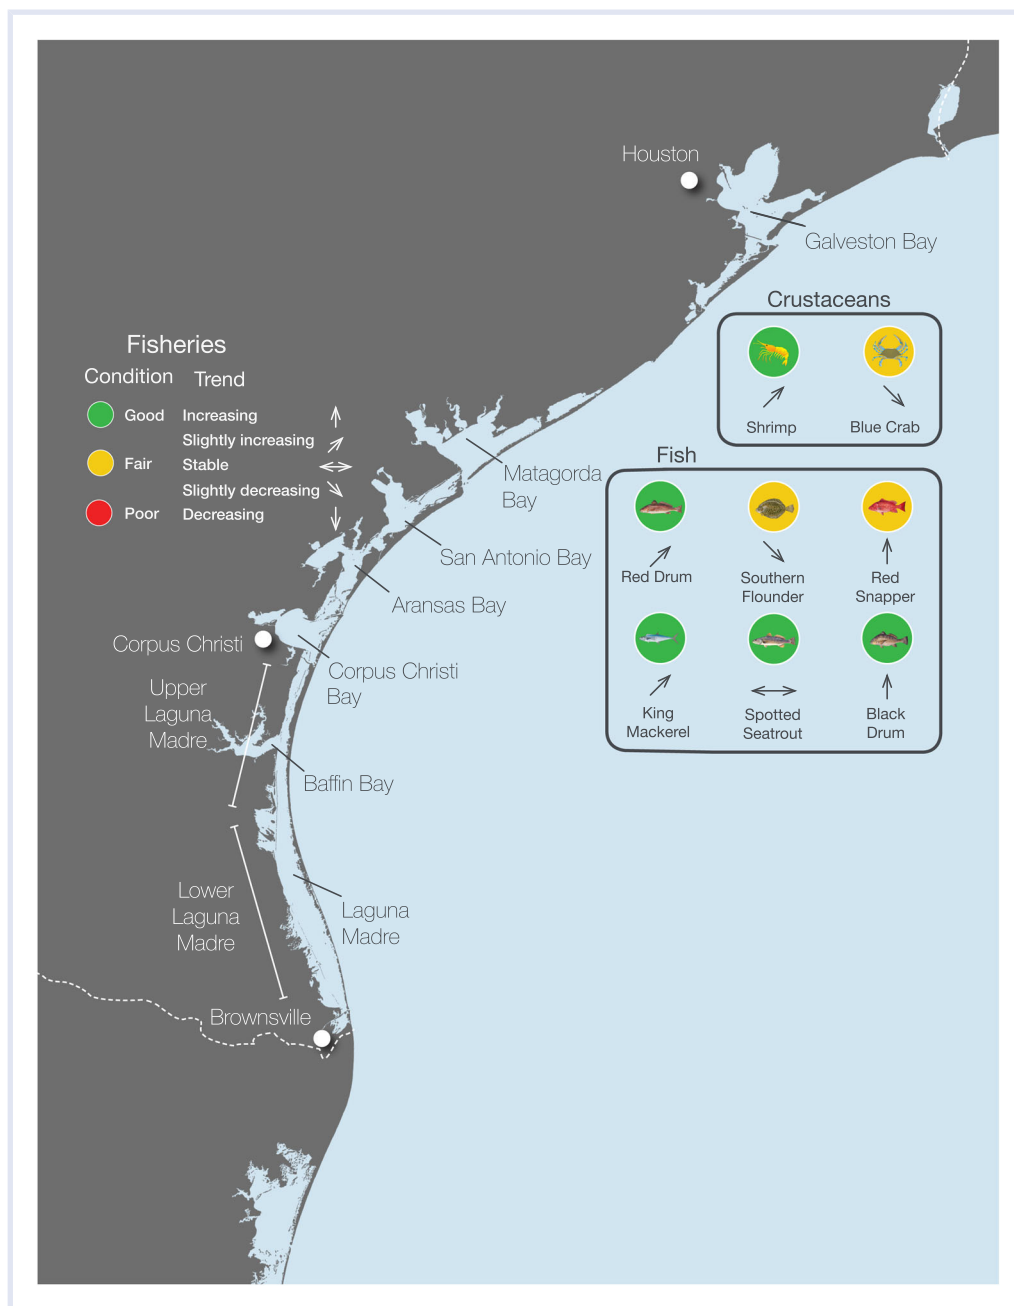 Houston
Galveston Bay
Crustaceans
Shrimp
Blue Crab
Fisheries
Condition
Trend
Good
Increasing
Slightly increasing
Fair
Stable
Slightly decreasing
Poor
Decreasing
Fish
Red Drum
Southern
Flounder
Red
Snapper
King
Mackerel
Spotted
Seatrout
Black
Drum
Matagorda
Bay
San Antonio Bay
Aransas Bay
Corpus Christi
Corpus Christi
Bay
Upper
Laguna
Madre
Baffin Bay
Lower
Laguna
Madre
Laguna
Madre
Brownsville